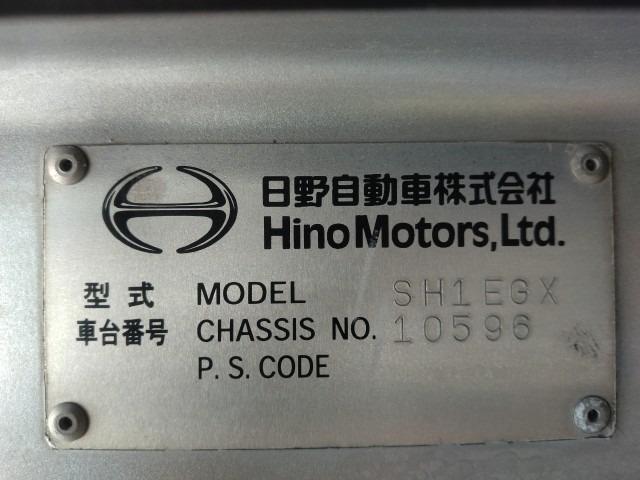 日野自動車株式会社
Hino Motors, Ltd.
型式 MODEL SH1EGX
車台番号 CHASSIS NO. 10596
P. S. CODE